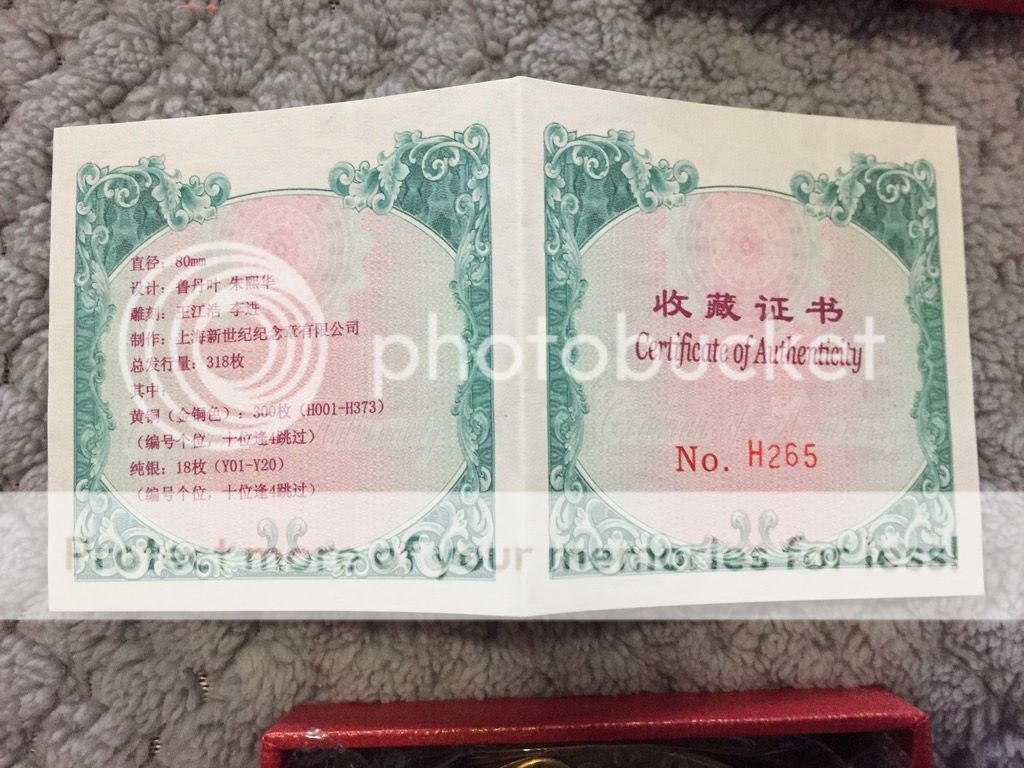 直径：80mm
设计：鲁丹叶 朱熙华
雕刻：王江浩 李进
制作：上海新世纪纪念章有限公司
总发行量：318枚
其中：
黄铜（金铜色）：300枚（H001-H373）
（编号个位，十位逢4跳过）
纯银：18枚（Y01-Y20）
（编号个位，十位逢4跳过）
收藏证书
Certificate of Authenticity
No. H265
photobucket
Protect more of your memories for less!